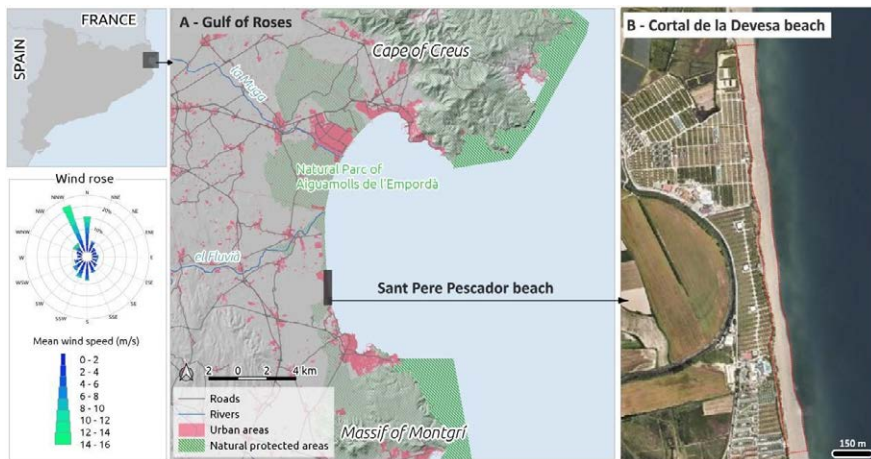 FRANCE
SPAIN
A - Gulf of Roses
Cape of Creus
la Muga
Natural Parc of
Aiguamolls de l'Empordà
el Fluvià
Sant Pere Pescador beach
2 0 2 4 km
Roads
Rivers
Urban areas
Natural protected areas
Massif of Montgrí
B - Cortal de la Devesa beach
150 m
Wind rose
N
NNW
NNE
NW
NE
20%
WNW
10%
ENE
W
E
WSW
ESE
SW
SE
SSW
SSE
S
Mean wind speed (m/s)
0 - 2
2 - 4
4 - 6
6 - 8
8 - 10
10 - 12
12 - 14
14 - 16